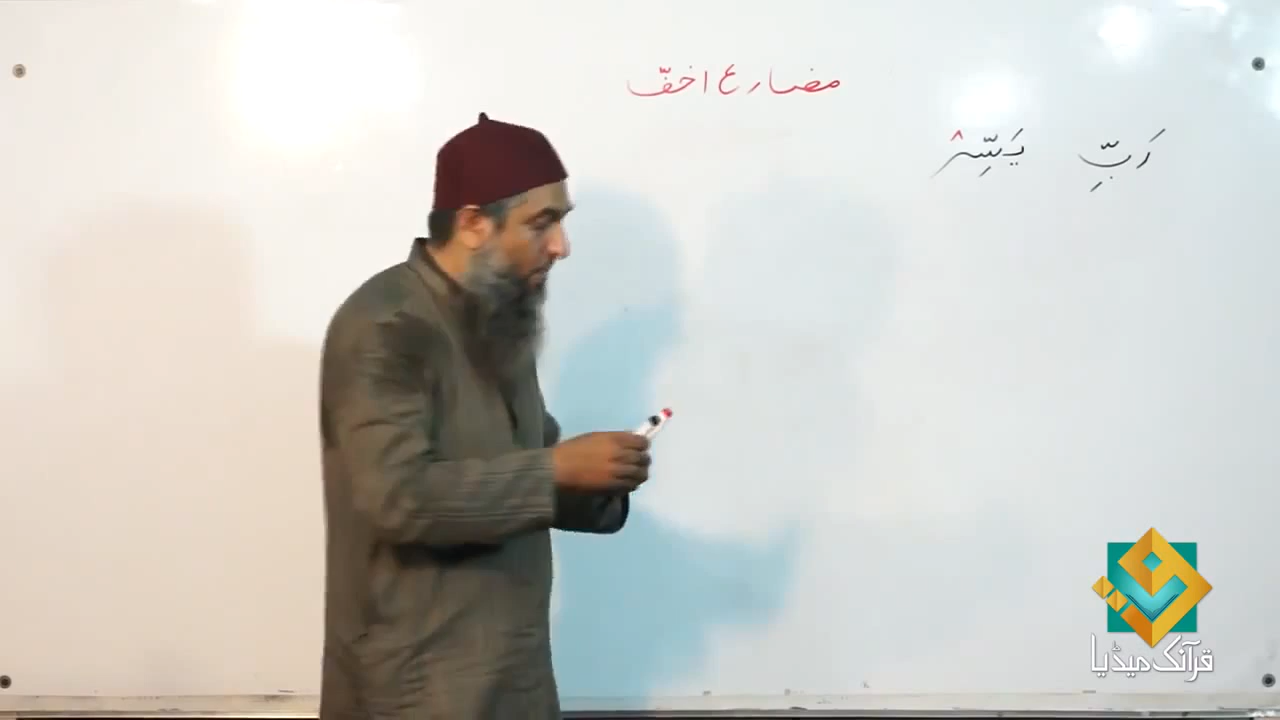 مضارع اخفّ
رَبِّ يَسِّرْ
قرآنک میڈیا